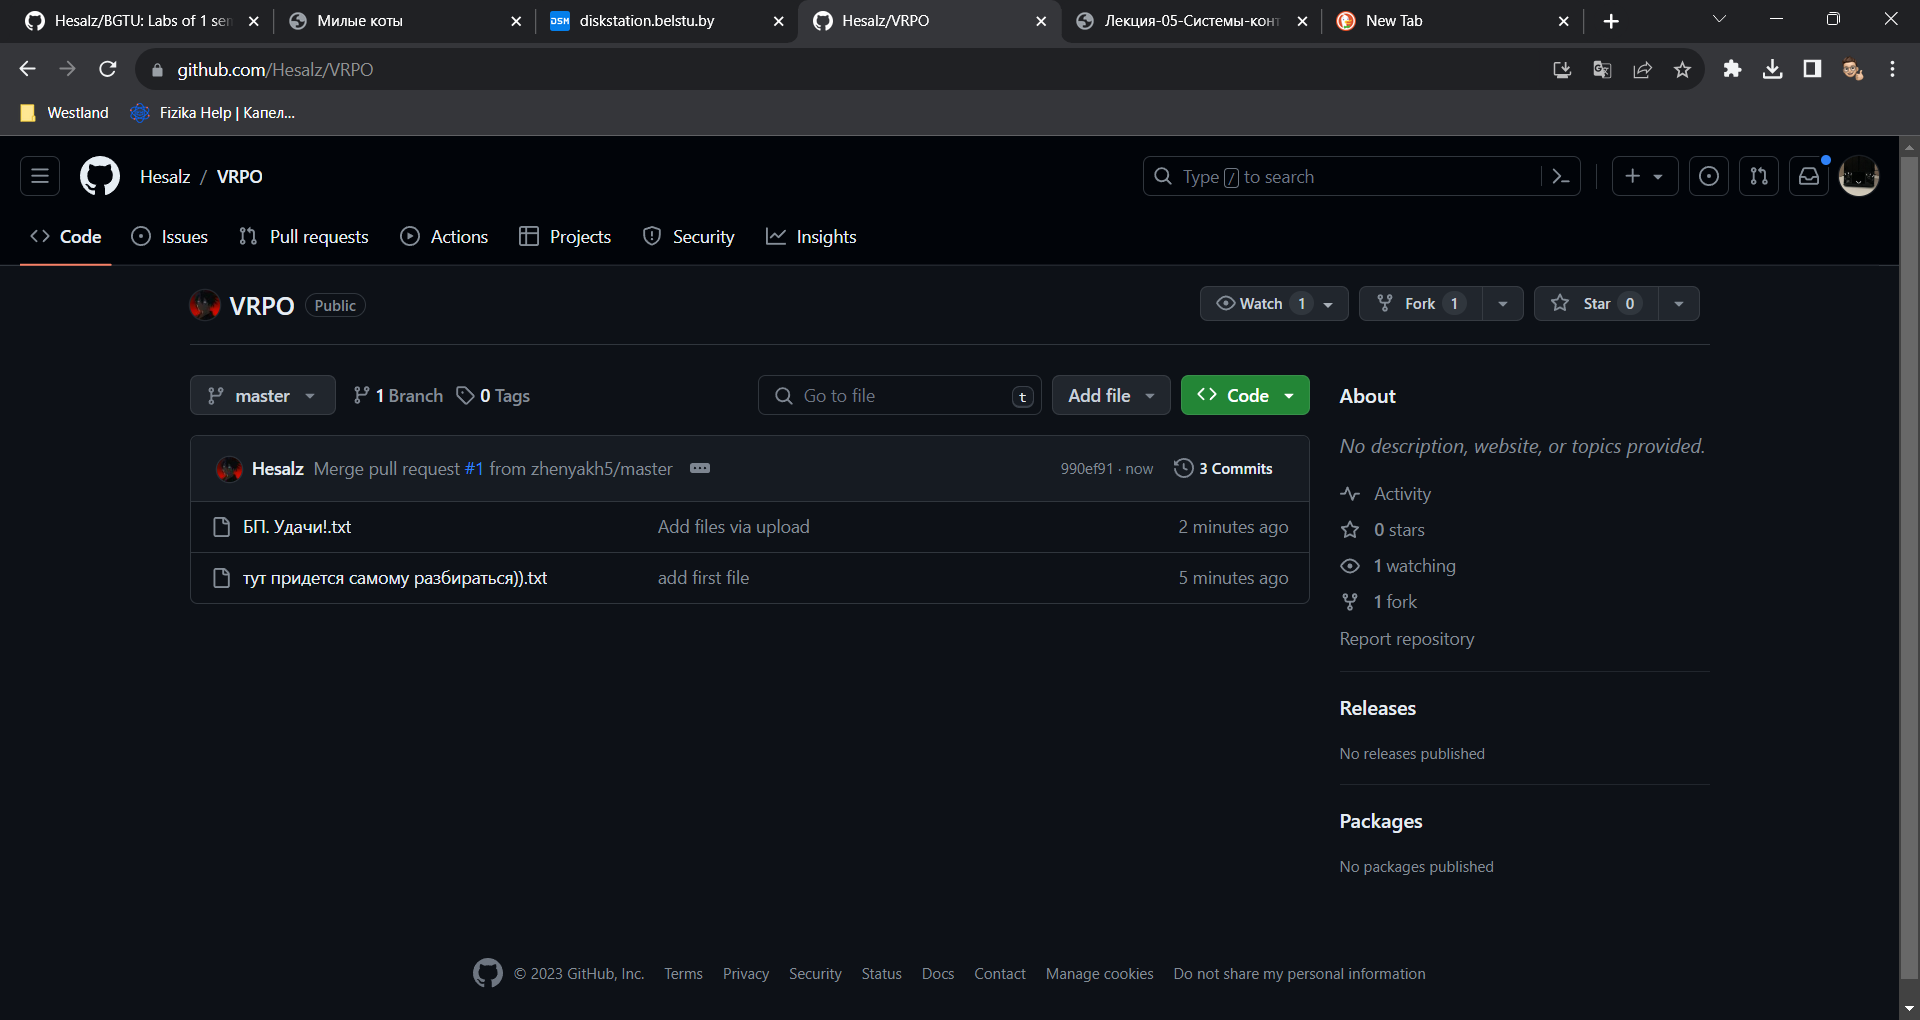 Hesalz/BGTU: Labs of 1 sen
Милые коты
DSM diskstation.belstu.by
Hesalz/VRPO
Лекция-05-Системы-конт
New Tab
github.com/Hesalz/VRPO
Westland
Fizika Help | Капел...
Hesalz / VRPO
Type / to search
Code
Issues
Pull requests
Actions
Projects
Security
Insights
VRPO Public
Watch 1
Fork 1
Star 0
master
1 Branch
0 Tags
Go to file t
Add file
Code
About
No description, website, or topics provided.
Hesalz Merge pull request #1 from zhenyakh5/master
990ef91 · now
3 Commits
БП. Удачи!.txt Add files via upload 2 minutes ago
тут придется самому разбираться)).txt add first file 5 minutes ago
Activity
0 stars
1 watching
1 fork
Report repository
Releases
No releases published
Packages
No packages published
© 2023 GitHub, Inc. Terms Privacy Security Status Docs Contact Manage cookies Do not share my personal information